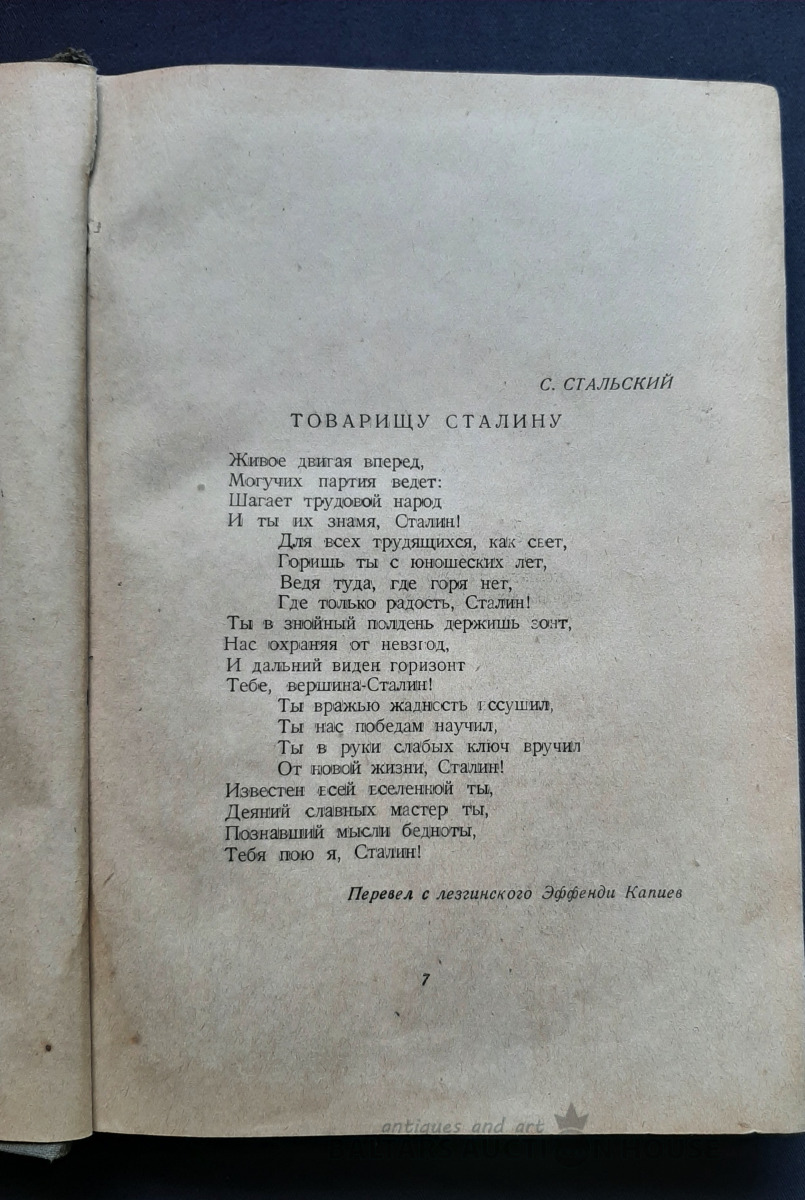 С. СТАЛЬСКИЙ
ТОВАРИЩУ СТАЛИНУ
Живое двигая вперед,
Могучих партия ведет:
Шагает трудовой народ
И ты их знамя, Сталин!
Для всех трудящихся, как свет,
Горишь ты с юношеских лет,
Ведя туда, где горя нет,
Где только радость, Сталин!
Ты в знойный полдень держишь зонт,
Нас охраняя от невзгод,
И дальний виден горизонт
Тебе, вершина-Сталин!
Ты вражью жадность иссушил,
Ты нас победам научил,
Ты в руки слабых ключ вручил
От новой жизни, Сталин!
Известен всей вселенной ты,
Деяний славных мастер ты,
Познавший мысли бедноты,
Тебя пою я, Сталин!
Перевел с лезгинского Эффенди Капиев
7
antiques and art
BALTARS AUCTION HOUSE